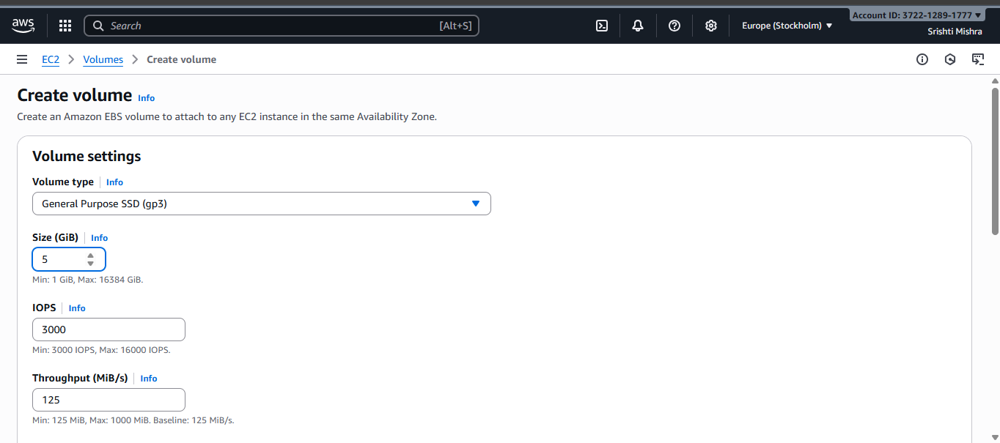 aws
Search [Alt+S]
Europe (Stockholm)
Account ID: 3722-1289-1777
Srishti Mishra
EC2 Volumes Create volume
Create volume Info
Create an Amazon EBS volume to attach to any EC2 instance in the same Availability Zone.
Volume settings
Volume type Info
General Purpose SSD (gp3)
Size (GiB) Info
5
Min: 1 GiB, Max: 16384 GiB.
IOPS Info
3000
Min: 3000 IOPS, Max: 16000 IOPS.
Throughput (MiB/s) Info
125
Min: 125 MiB, Max: 1000 MiB. Baseline: 125 MiB/s.